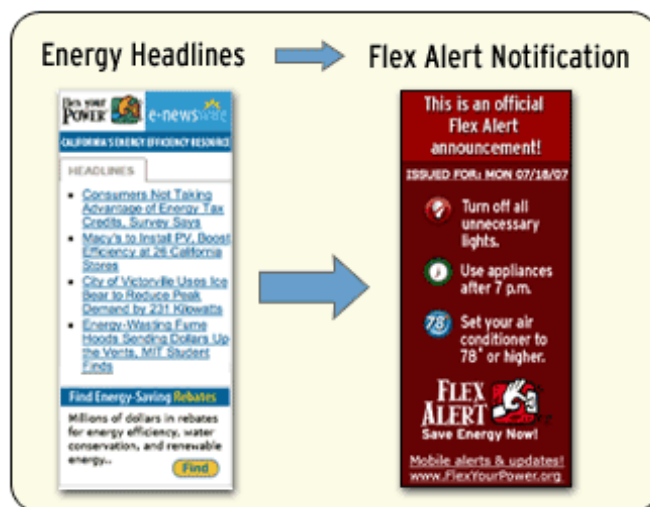 Energy Headlines
Flex Alert Notification
flex your
POWER
e-newswire
CALIFORNIA'S ENERGY EFFICIENCY RESOURCE
HEADLINES
Consumers Not Taking
Advantage of Energy Tax
Credits, Survey Says
Macy's to Install PV, Boost
Efficiency at 26 California
Stores
City of Victorville Uses Ice
Bear to Reduce Peak
Demand by 231 Kilowatts
Energy-Wasting Fume
Hoods Sending Dollars Up
the Vents, MIT Student
Finds
Find Energy-Saving Rebates
Millions of dollars in rebates
for energy efficiency, water
conservation, and renewable
energy..
Find
This is an official
Flex Alert
announcement!
ISSUED FOR: MON 07/16/07
Turn off all
unnecessary
lights.
Use appliances
after 7 p.m.
78°
Set your air
conditioner to
78° or higher.
FLEX
ALERT
Save Energy Now!
Mobile alerts & updates!
www.FlexYourPower.org